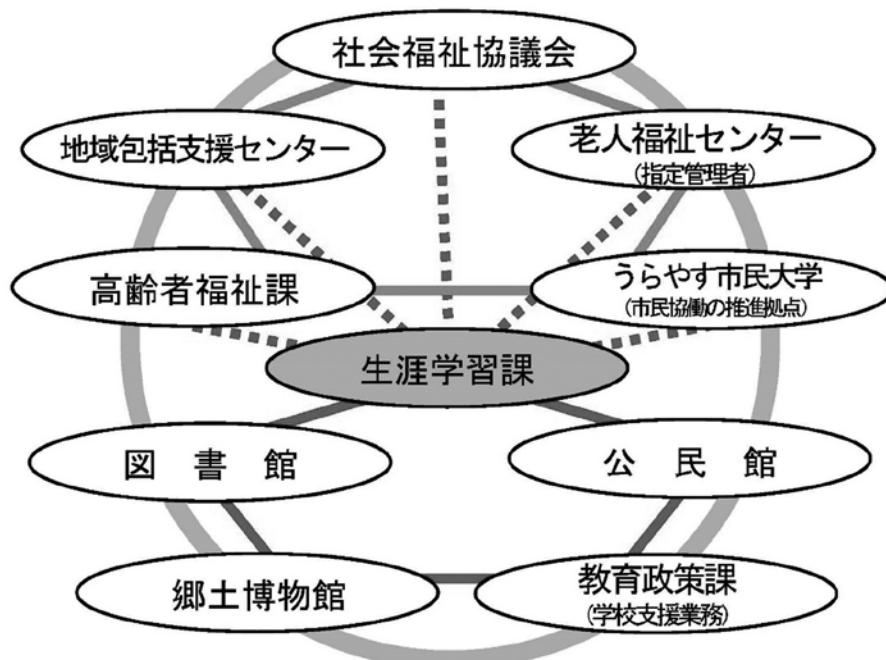 社会福祉協議会
地域包括支援センター
老人福祉センター
(指定管理者)
高齢者福祉課
うらやす市民大学
(市民協働の推進拠点)
生涯学習課
図書館
公民館
郷土博物館
教育政策課
(学校支援業務)